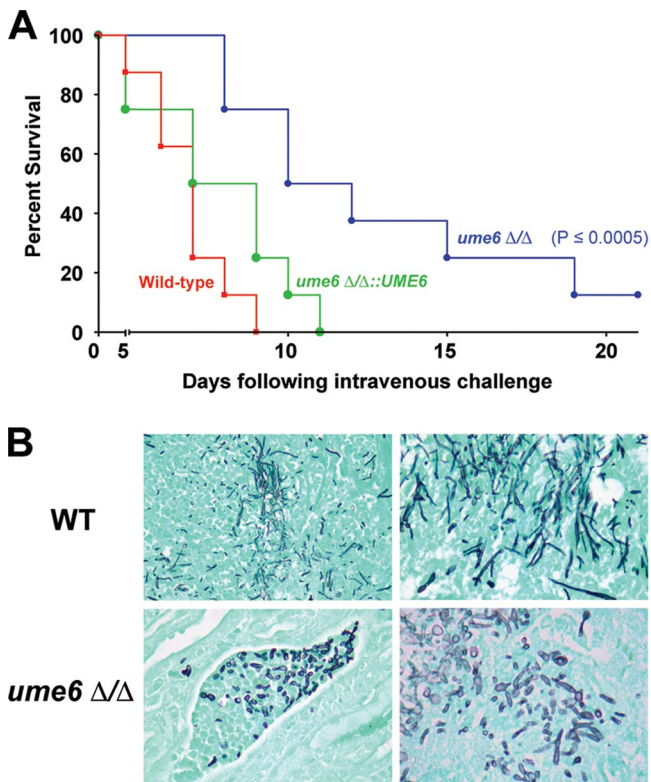 A
100
80
60
40
20
0
Percent Survival
ume6 Δ/Δ (P ≤ 0.0005)
Wild-type
ume6 Δ/Δ::UME6
0 5 10 15 20
Days following intravenous challenge
B
WT
ume6 Δ/Δ